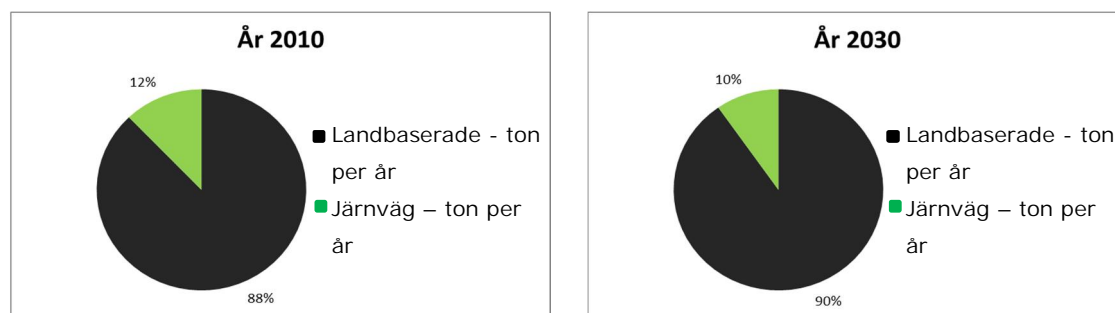 År 2010
12%
Landbaserade - ton
per år
Järnväg – ton per
år
88%
År 2030
10%
Landbaserade - ton
per år
Järnväg – ton per
år
90%